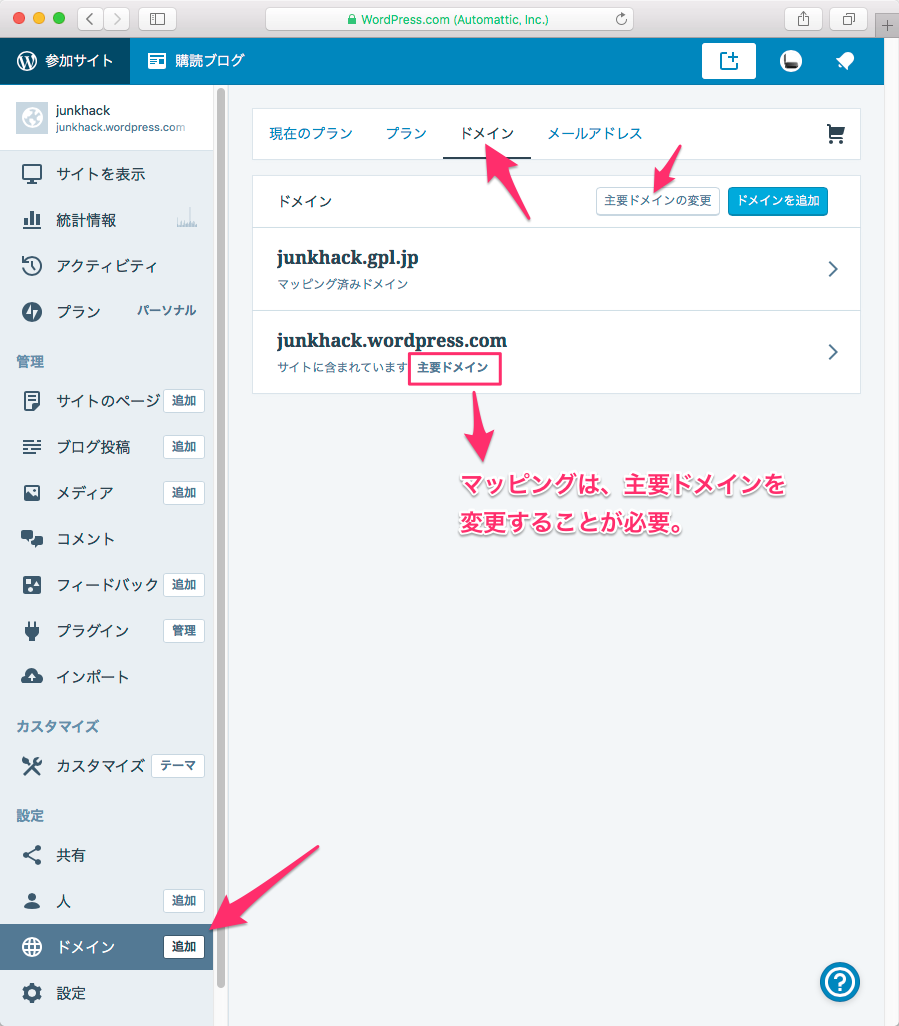 WordPress.com (Automattic, Inc.)
参加サイト
購読ブログ
junkhack
junkhack.wordpress.com
サイトを表示
統計情報
アクティビティ
プラン パーソナル
管理
サイトのページ 追加
ブログ投稿 追加
メディア 追加
コメント
フィードバック 追加
プラグイン 管理
インポート
カスタマイズ
カスタマイズ テーマ
設定
共有
人 追加
ドメイン 追加
設定
現在のプラン プラン ドメイン メールアドレス
ドメイン 主要ドメインの変更 ドメインを追加
junkhack.gpl.jp
マッピング済みドメイン
junkhack.wordpress.com
サイトに含まれています 主要ドメイン
マッピングは、主要ドメインを
変更することが必要。